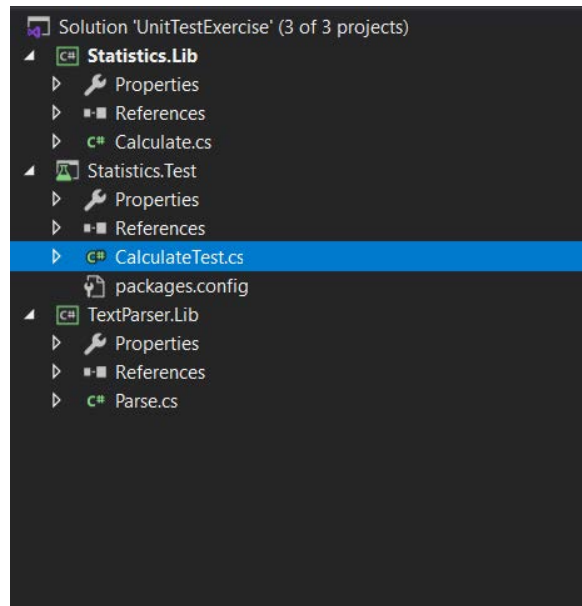 Solution 'UnitTestExercise' (3 of 3 projects)
C# Statistics.Lib
Properties
References
C# Calculate.cs
Statistics.Test
Properties
References
C# CalculateTest.cs
packages.config
C# TextParser.Lib
Properties
References
C# Parse.cs